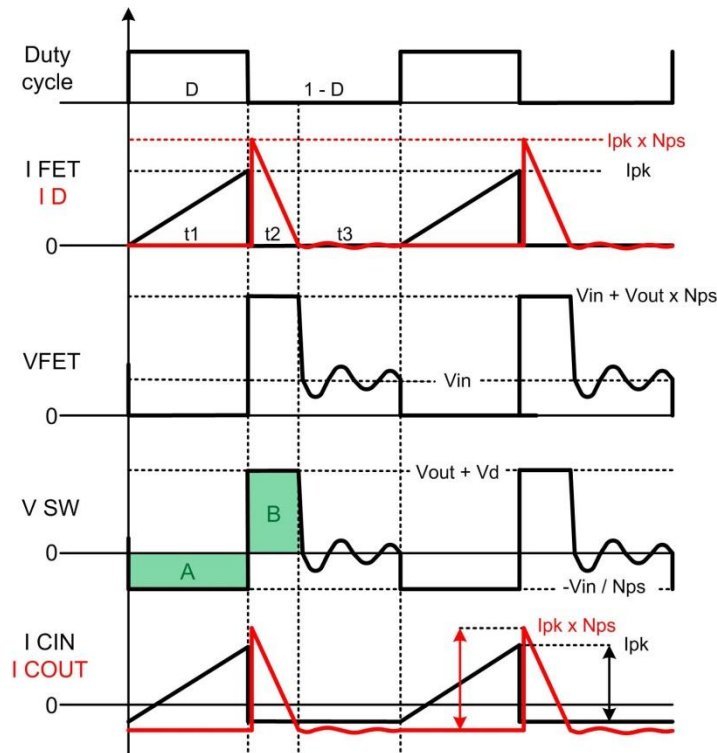 Duty
cycle
D
1 - D
Ipk x Nps
I FET
I D
Ipk
0
t1
t2
t3
Vin + Vout x Nps
VFET
Vin
0
Vout + Vd
V SW
B
0
A
-Vin / Nps
I CIN
I COUT
Ipk x Nps
Ipk
0